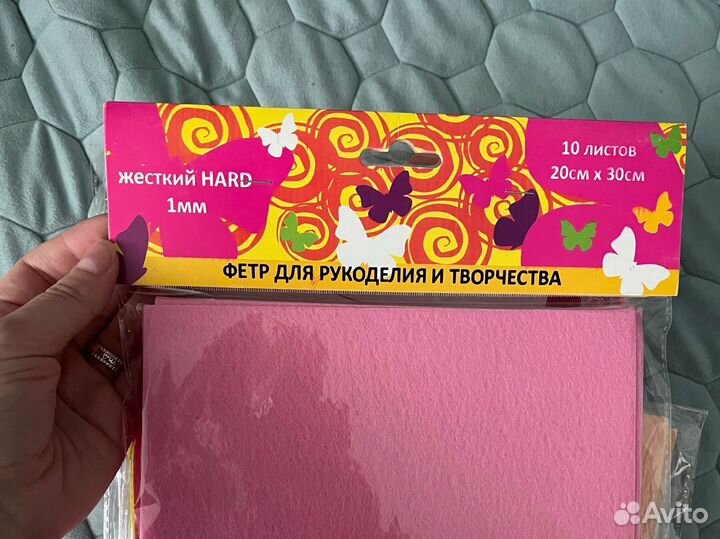 жесткий HARD
1мм
10 листов
20см х 30см
ФЕТР ДЛЯ РУКОДЕЛИЯ И ТВОРЧЕСТВА
Avito